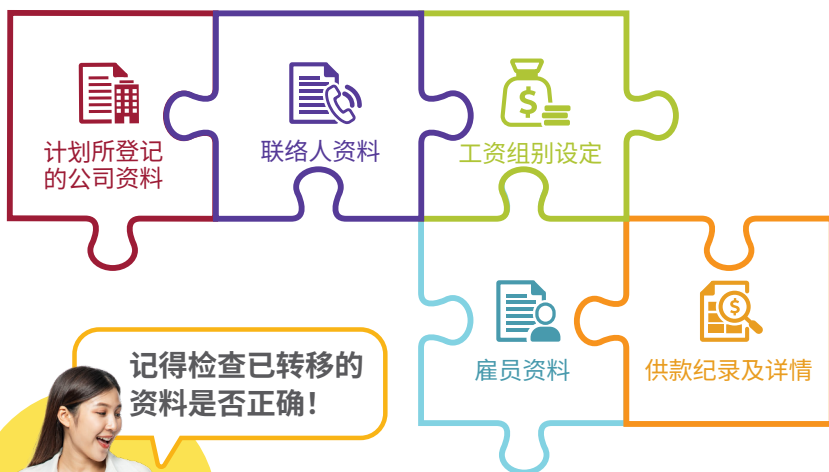 计划所登记
的公司资料
联络人资料
$
工资组别设定
雇员资料
$
供款纪录及详情
记得检查已转移的
资料是否正确！